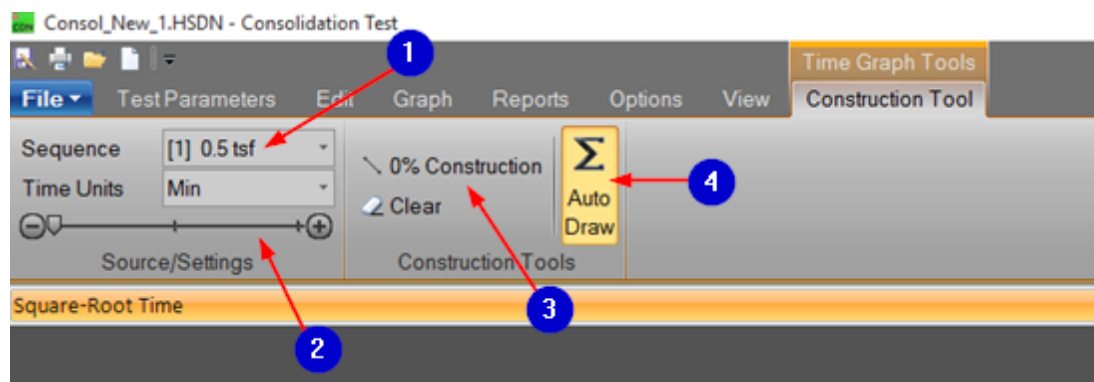 CON Consol_New_1.HSDN - Consolidation Test
1
Time Graph Tools
File Test Parameters Edit Graph Reports Options View Construction Tool
Sequence [1] 0.5 tsf
Time Units Min
0% Construction
Clear
Σ
Auto
Draw
4
Source/Settings
Construction Tools
Square-Root Time
3
2